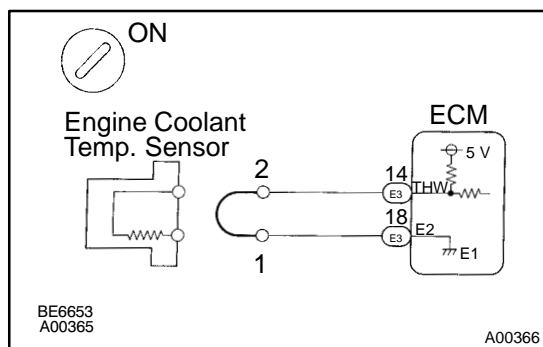 ON
Engine Coolant
Temp. Sensor
ECM
5 V
2
14
THW
E3
18
E2
E3
1
E1
BE6653
A00365
A00366